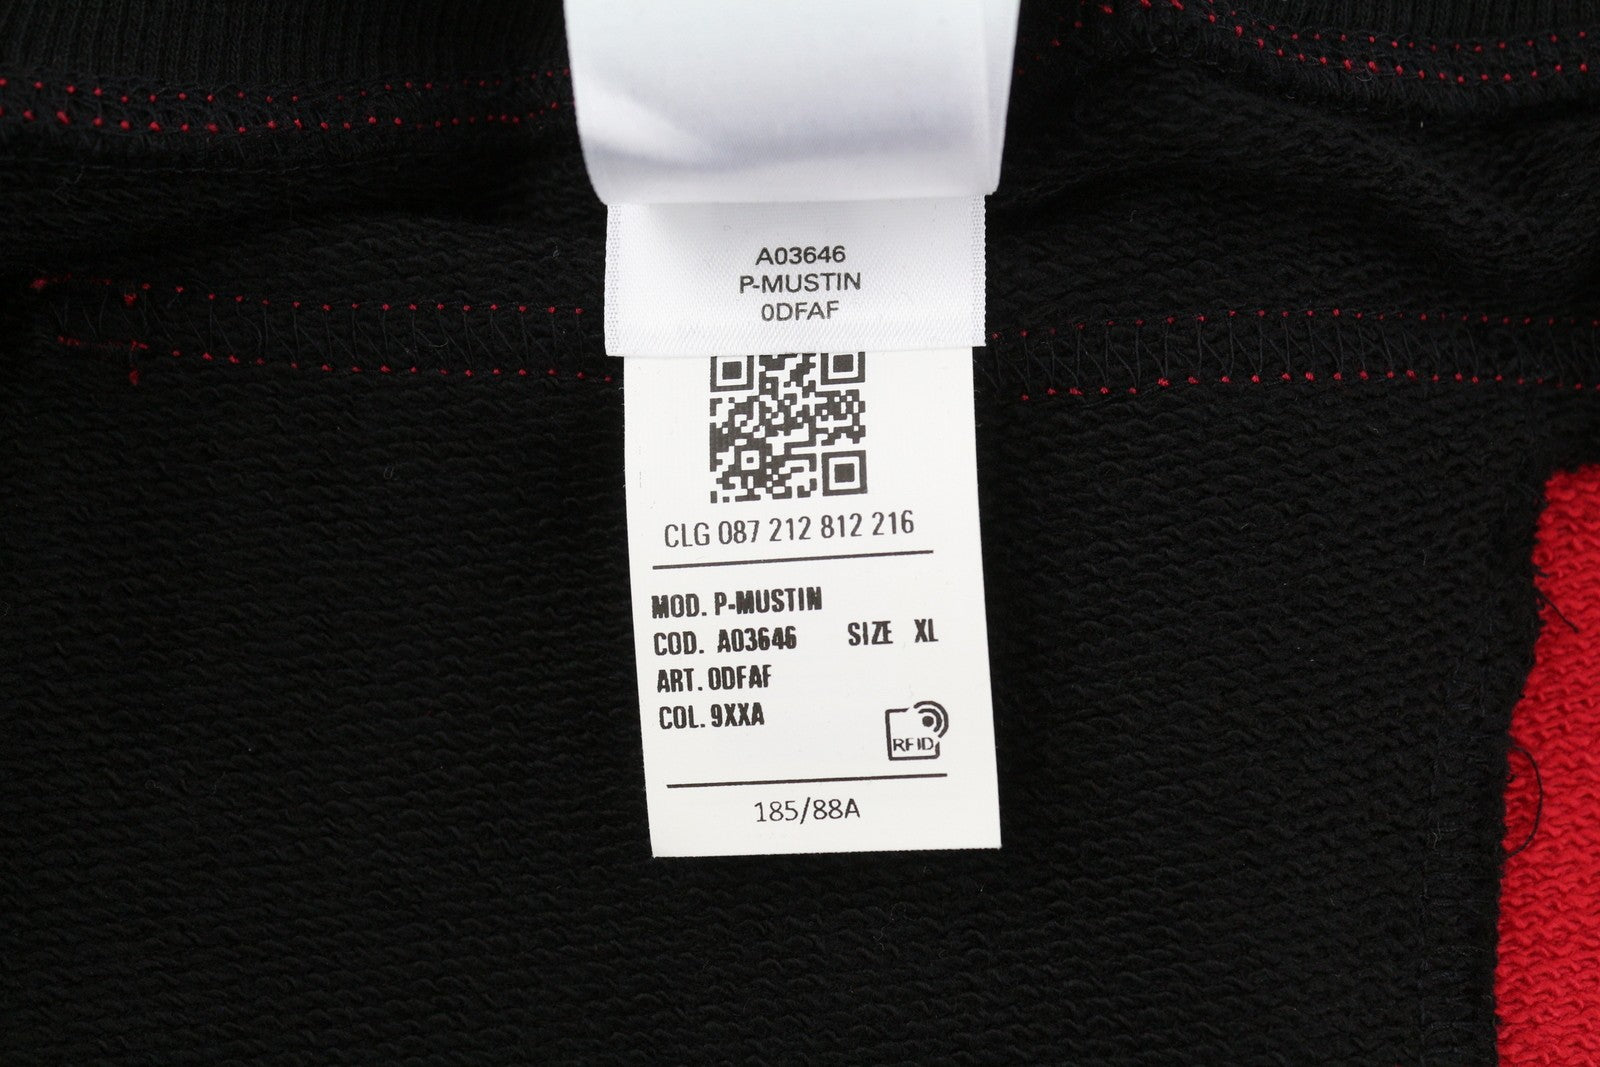 A03646
P-MUSTIN
0DFAF
CLG 087 212 812 216
MOD. P-MUSTIN
COD. A03646 SIZE XL
ART. 0DFAF
COL. 9XXA
RFID
185/88A